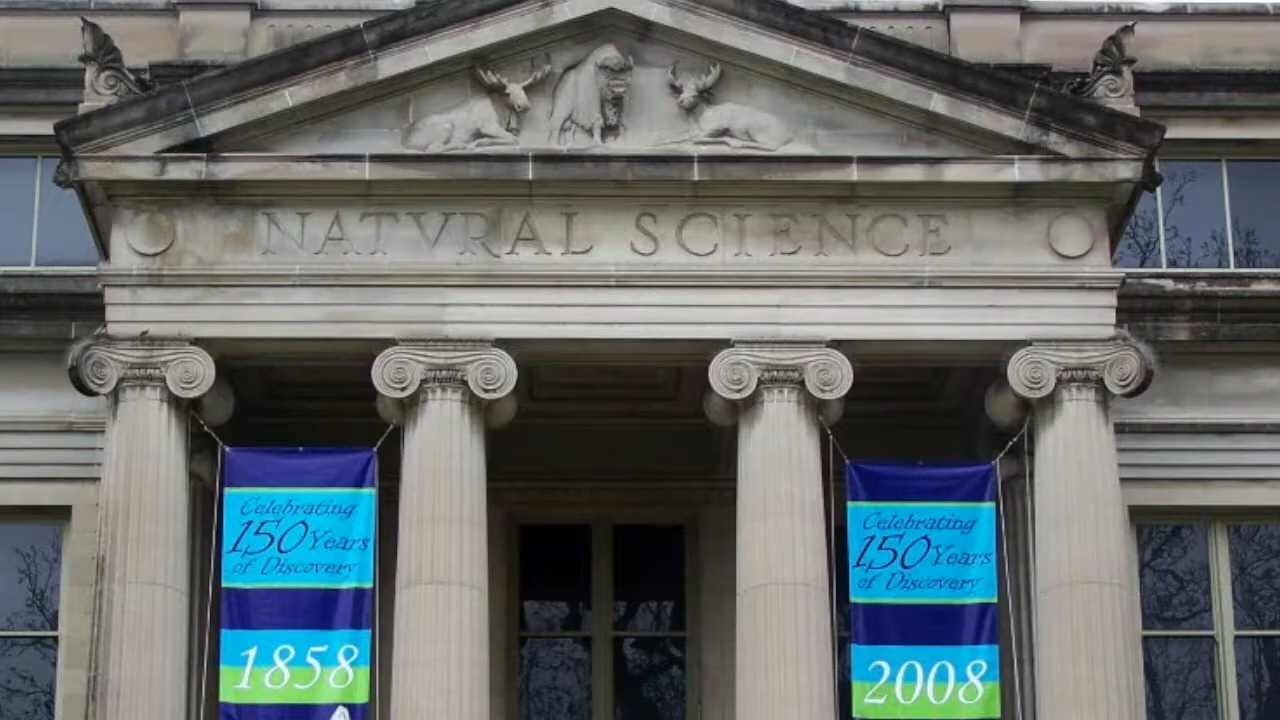 NATVRAL SCIENCE
Celebrating
150 Years
of Discovery
1858
Celebrating
150 Years
of Discovery
2008